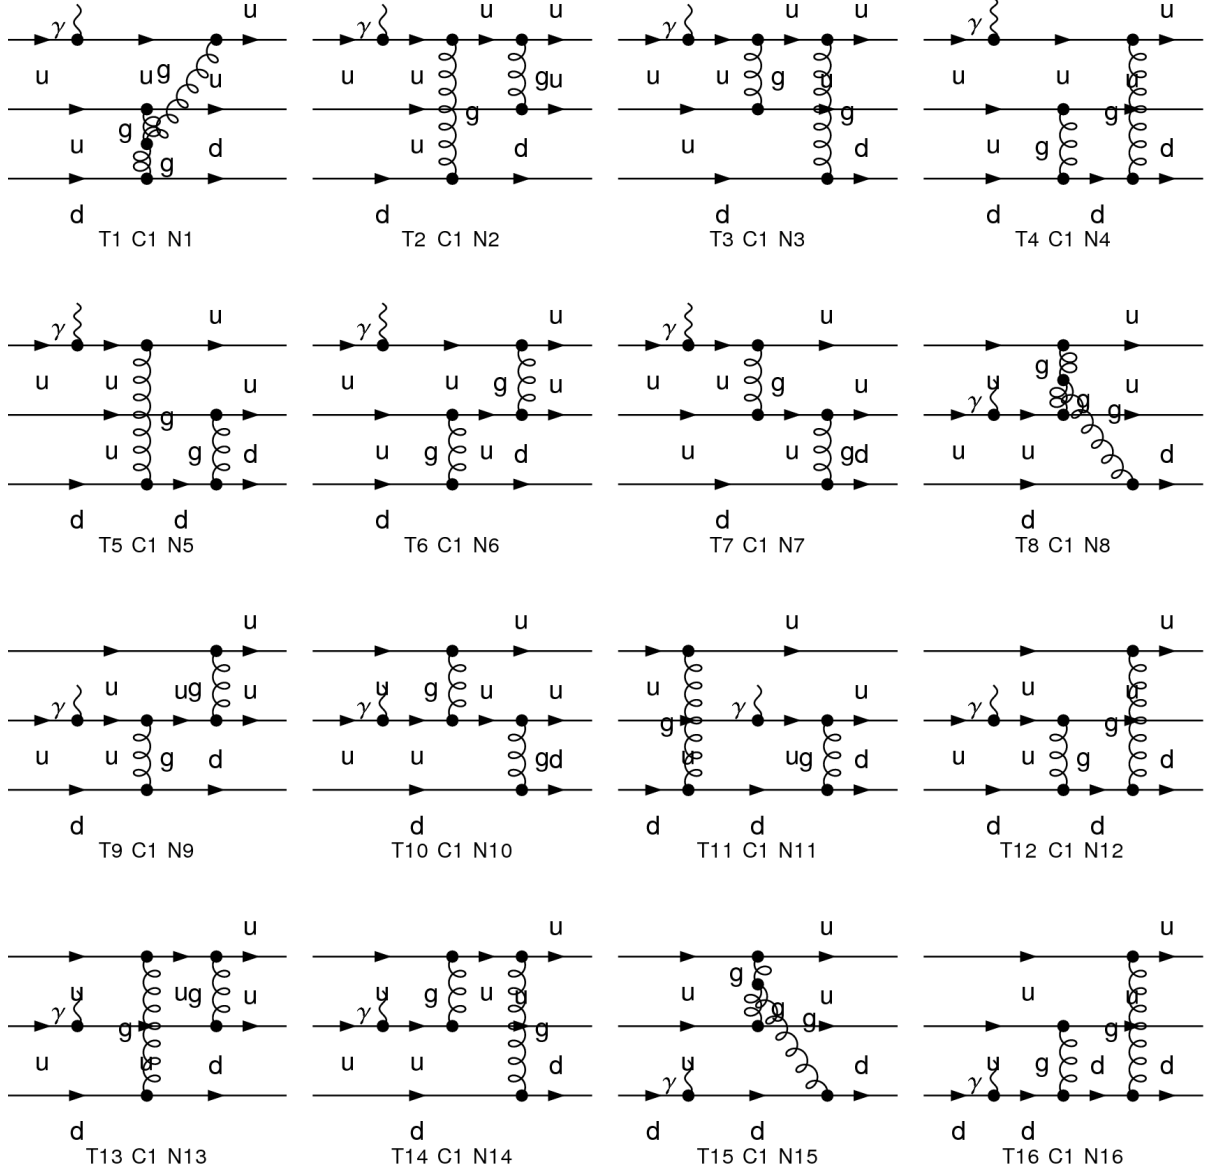 γ u γ u u γ u u γ u
u u g u u u u g u u u g u u u g u u u
g u g d u d u d u g d
d d d d d
T1 C1 N1 T2 C1 N2 T3 C1 N3 T4 C1 N4
γ u γ u γ u u
u u u u u g g u u u g u g u u
g γ g g
u g d u g u d u u g d u u d
d d d d d
T5 C1 N5 T6 C1 N6 T7 C1 N7 T8 C1 N8
u u u u
u u g u u g u u u u u u
γ γ g γ γ g
u u g d u u g d u u g d u u g d
d d d d d d
T9 C1 N9 T10 C1 N10 T11 C1 N11 T12 C1 N12
u u u u
u u g u u g u u g u u u u
γ g γ g γ g g g
u u d u u d u d u g d d
d d d d d d
T13 C1 N13 T14 C1 N14 T15 C1 N15 T16 C1 N16